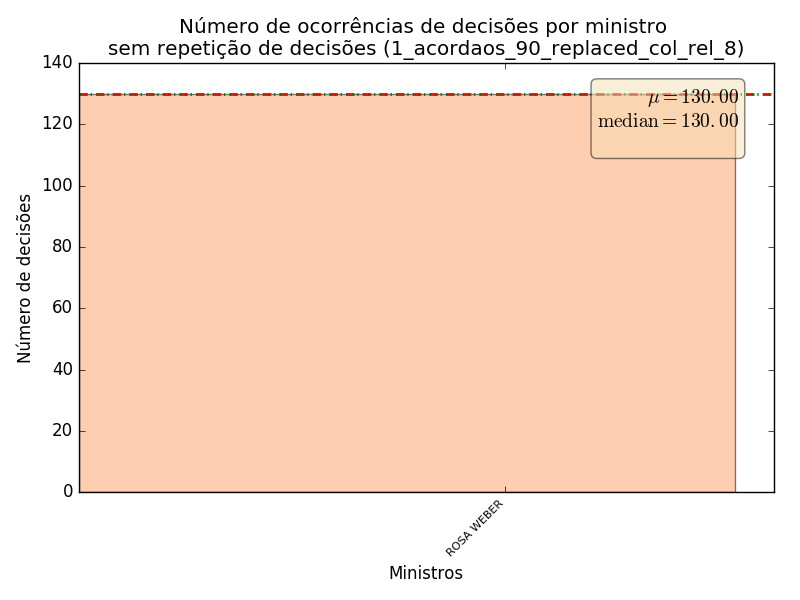 Número de ocorrências de decisões por ministro
sem repetição de decisões (1_acordaos_90_replaced_col_rel_8)
140
120
100
80
60
40
20
0
Número de decisões
μ = 130.00
median = 130.00
ROSA WEBER
Ministros